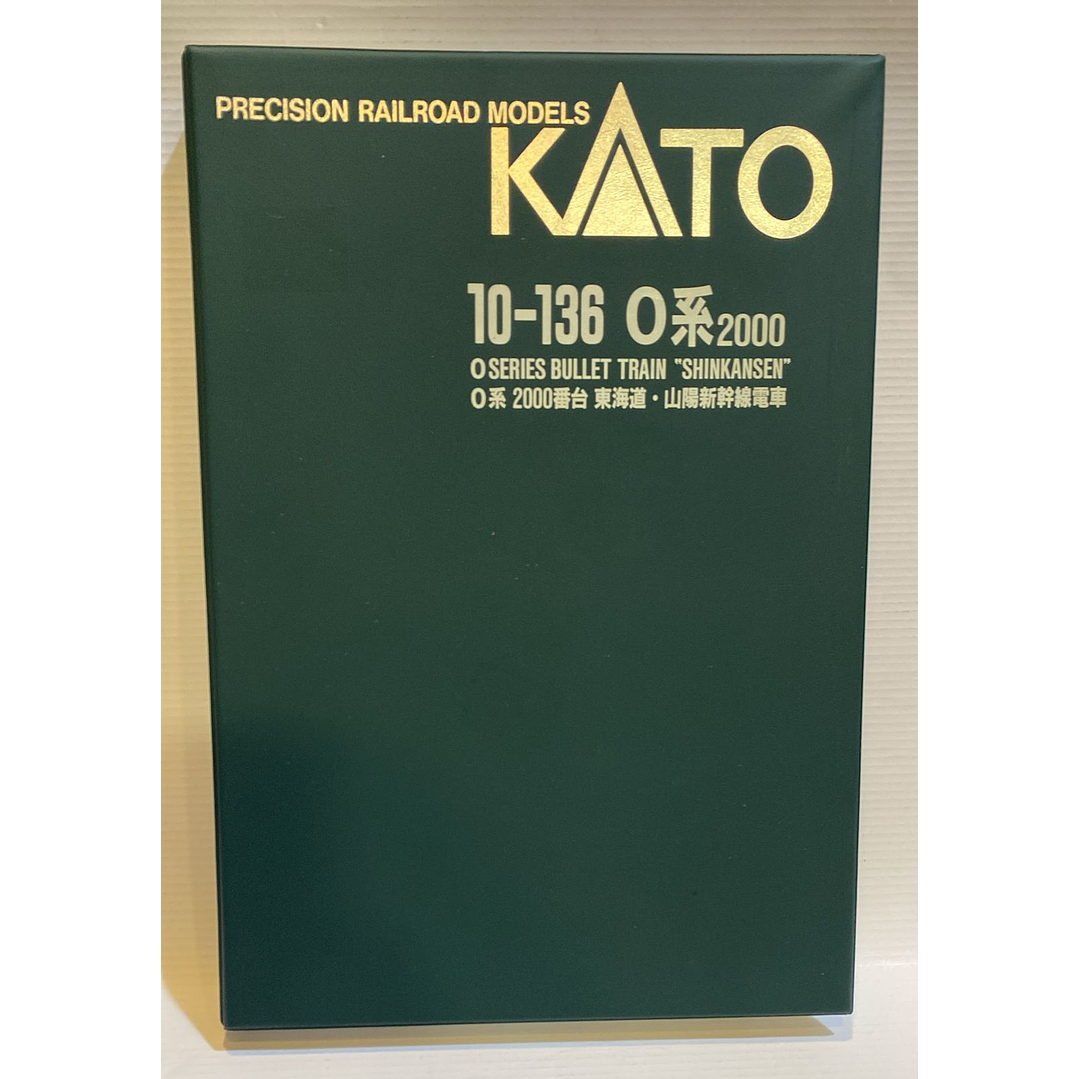 PRECISION RAILROAD MODELS
KATO
10-136 0系2000
0 SERIES BULLET TRAIN "SHINKANSEN"
0系 2000番台 東海道・山陽新幹線電車